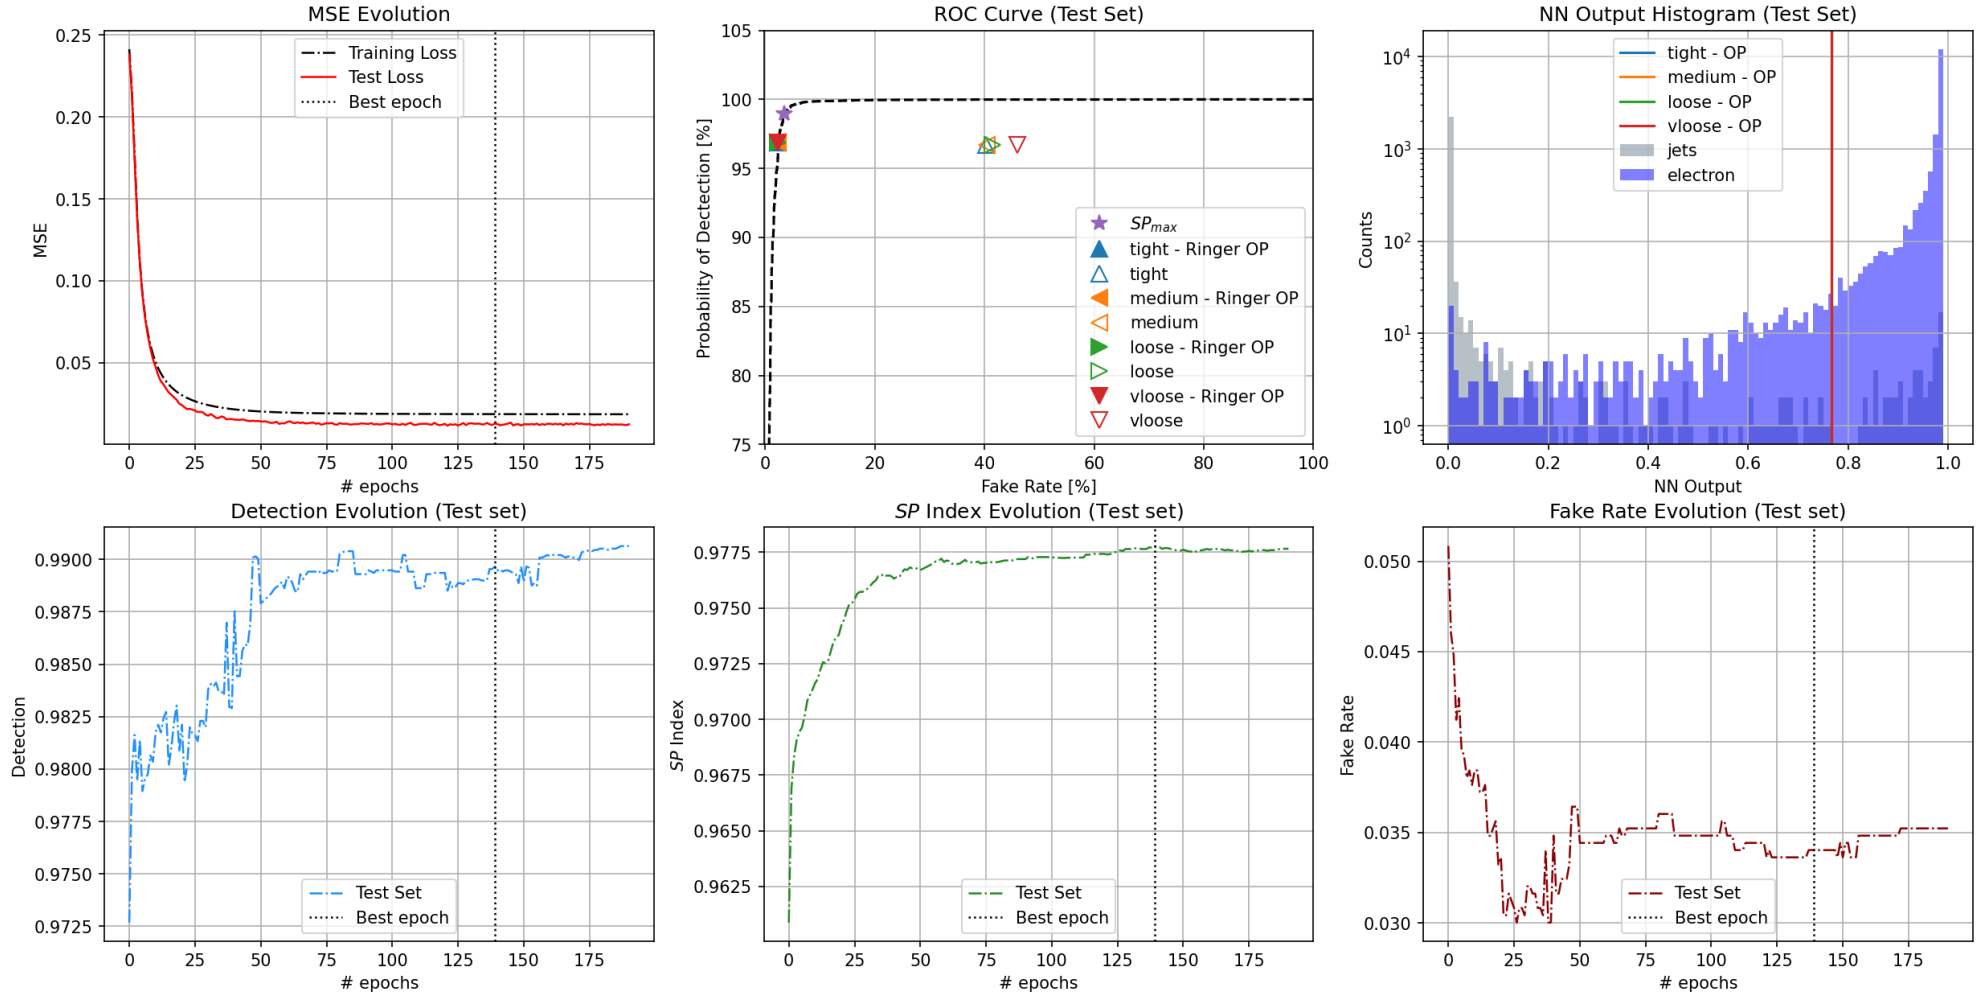 MSE Evolution
0.25
0.20
0.15
0.10
0.05
MSE
Training Loss
Test Loss
Best epoch
0 25 50 75 100 125 150 175
# epochs
ROC Curve (Test Set)
105
100
95
90
85
80
75
Probability of Dectection [%]
SPmax
tight - Ringer OP
tight
medium - Ringer OP
medium
loose - Ringer OP
loose
vloose - Ringer OP
vloose
0 20 40 60 80 100
Fake Rate [%]
NN Output Histogram (Test Set)
10⁴
10³
10²
10¹
10⁰
Counts
tight - OP
medium - OP
loose - OP
vloose - OP
jets
electron
0.0 0.2 0.4 0.6 0.8 1.0
NN Output
Detection Evolution (Test set)
0.9900
0.9875
0.9850
0.9825
0.9800
0.9775
0.9750
0.9725
Detection
Test Set
Best epoch
0 25 50 75 100 125 150 175
# epochs
SP Index Evolution (Test set)
0.9775
0.9750
0.9725
0.9700
0.9675
0.9650
0.9625
SP Index
Test Set
Best epoch
0 25 50 75 100 125 150 175
# epochs
Fake Rate Evolution (Test set)
0.050
0.045
0.040
0.035
0.030
Fake Rate
Test Set
Best epoch
0 25 50 75 100 125 150 175
# epochs